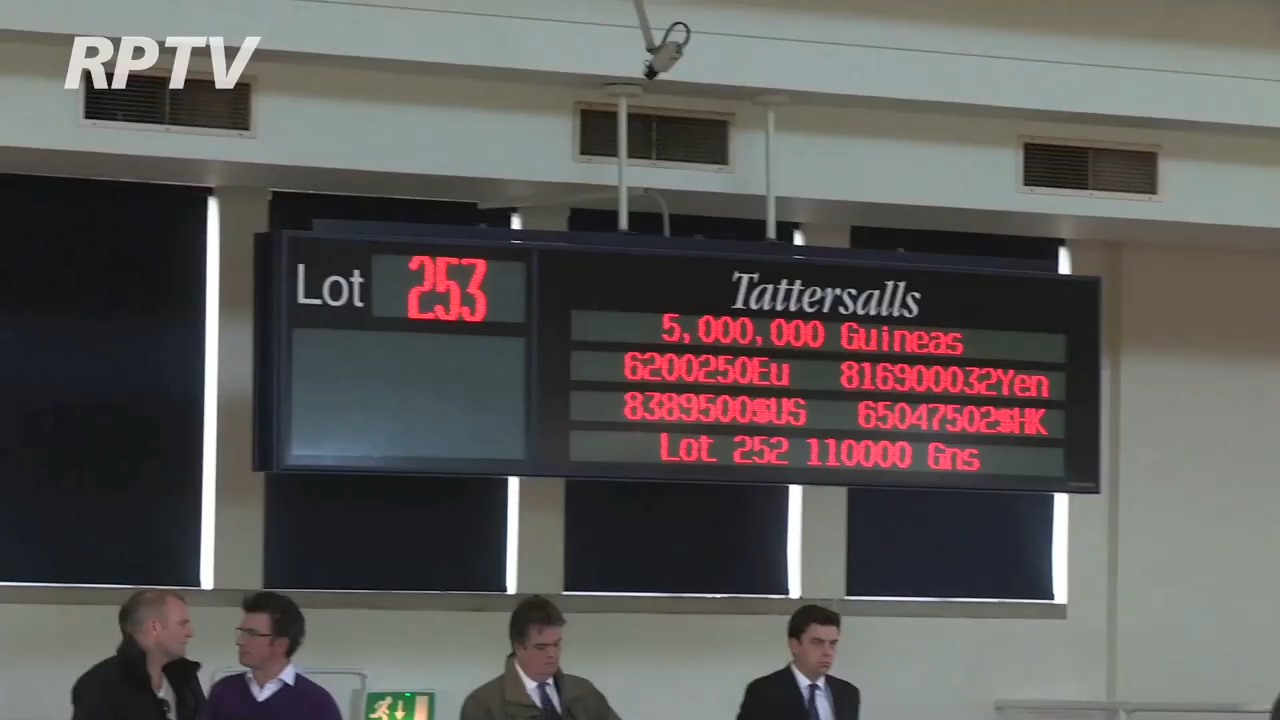 RPTV
Lot 253
Tattersalls
5,000,000 Guineas
6200250Eu 816900032Yen
8389500$US 65047502$HK
Lot 252 110000 Gns